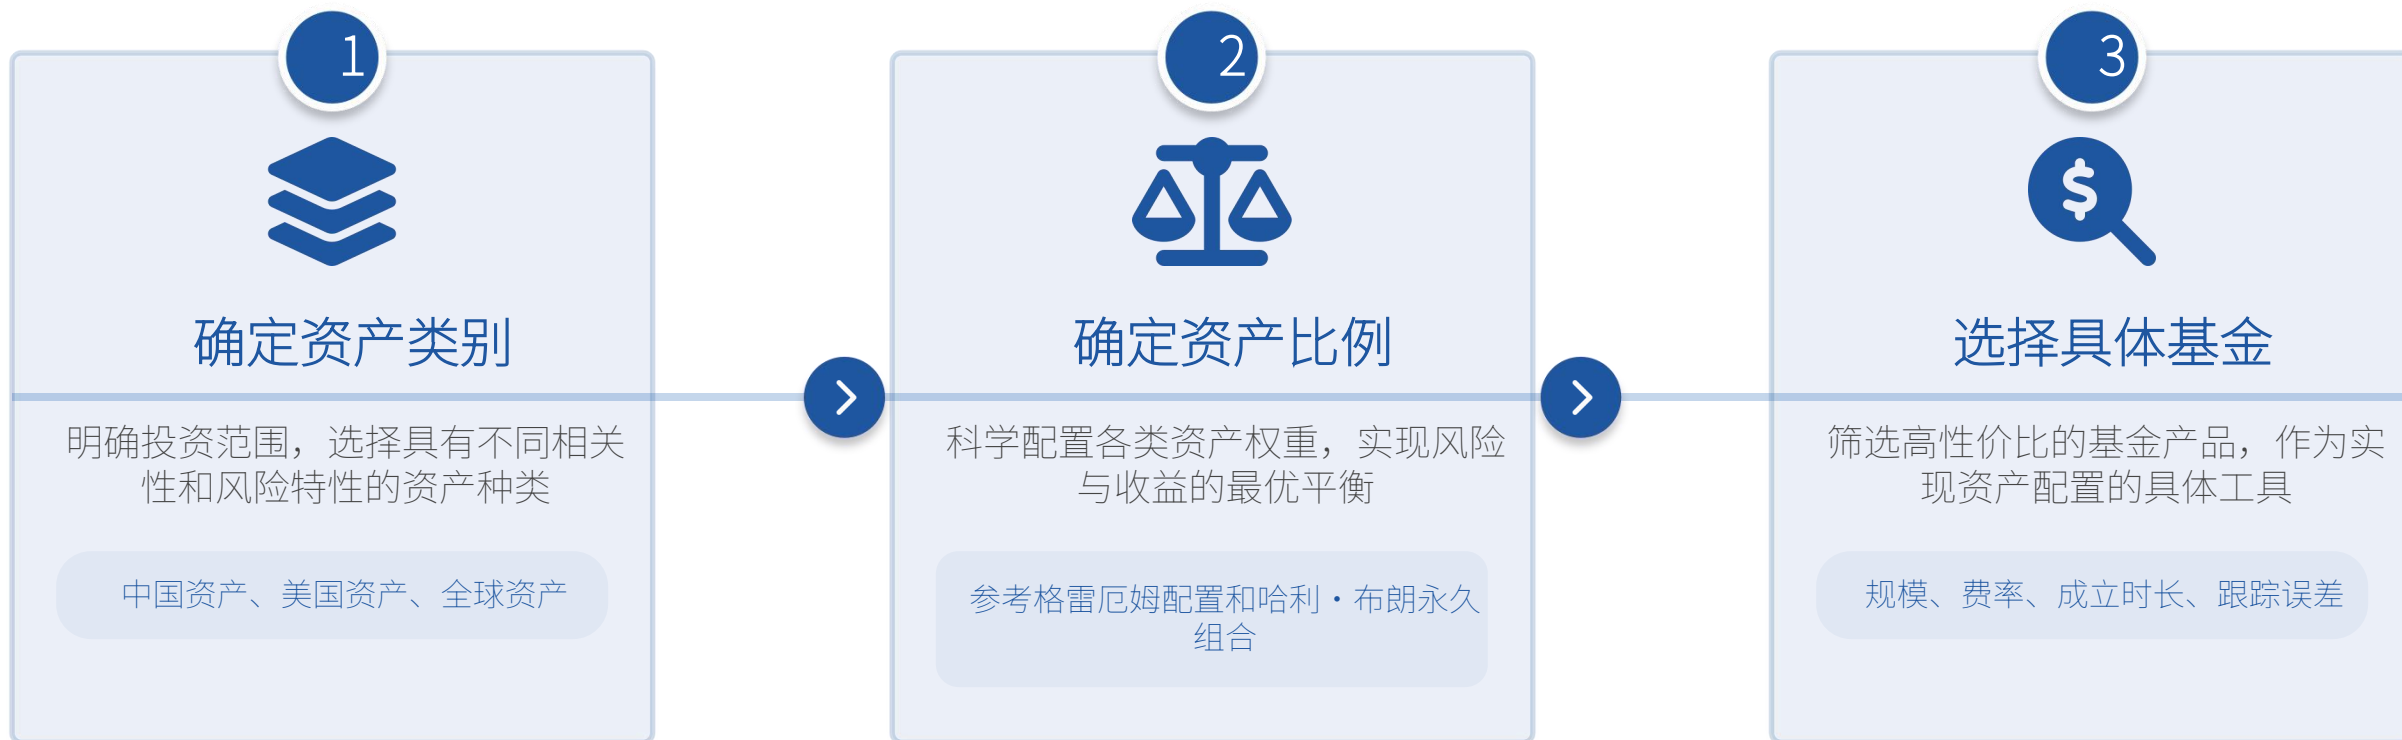 1
确定资产类别
明确投资范围，选择具有不同相关
性和风险特性的资产种类
中国资产、美国资产、全球资产
2
确定资产比例
科学配置各类资产权重，实现风险
与收益的最优平衡
参考格雷厄姆配置和哈利·布朗永久
组合
3
选择具体基金
筛选高性价比的基金产品，作为实
现资产配置的具体工具
规模、费率、成立时长、跟踪误差